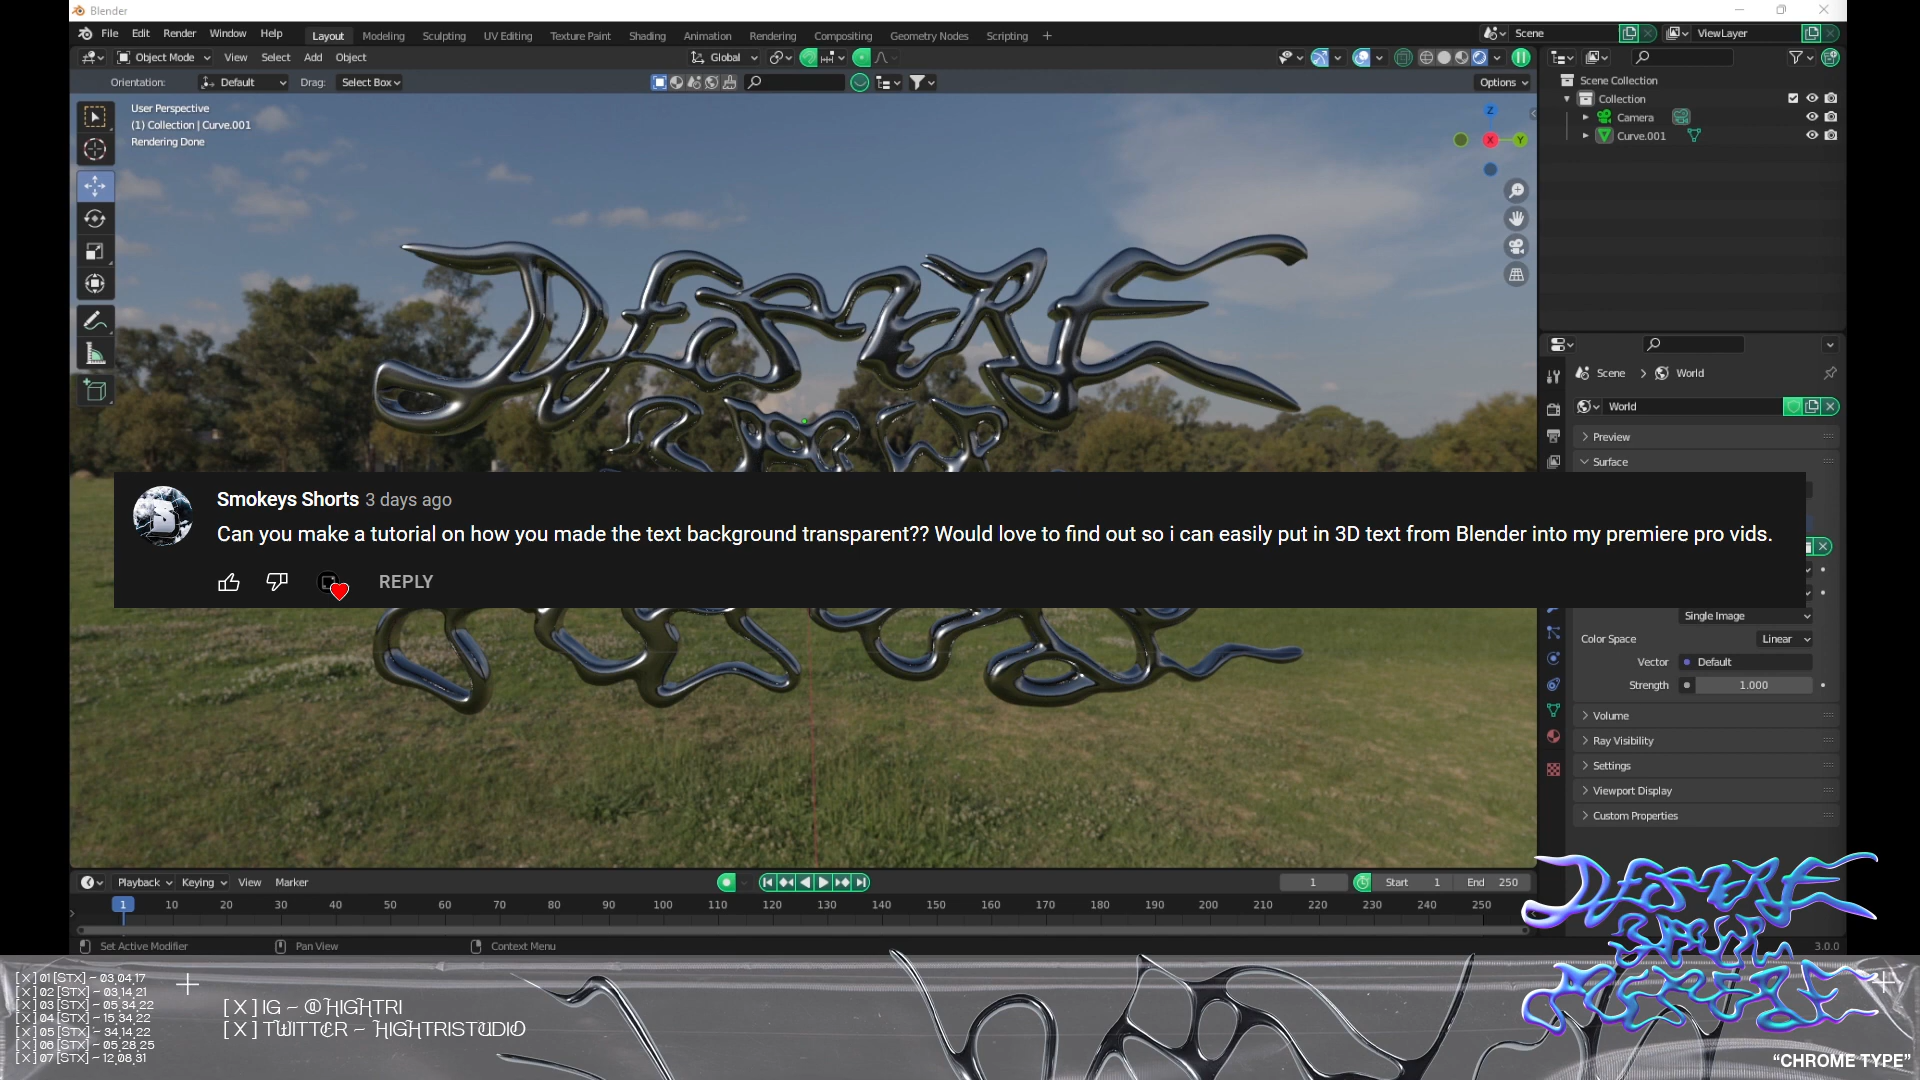 Blender
File Edit Render Window Help Layout Modeling Sculpting UV Editing Texture Paint Shading Animation Rendering Compositing Geometry Nodes Scripting + Scene ViewLayer
Object Mode View Select Add Object Global
Orientation: Default Drag: Select Box Options
User Perspective
(1) Collection | Curve.001
Rendering Done
Z
X
Y
Scene Collection
Collection
Camera
Curve.001
Scene > World
World
Preview
Surface
Smokeys Shorts 3 days ago
Can you make a tutorial on how you made the text background transparent?? Would love to find out so i can easily put in 3D text from Blender into my premiere pro vids.
REPLY
Single Image
Color Space Linear
Vector Default
Strength 1.000
Volume
Ray Visibility
Settings
Viewport Display
Custom Properties
Playback Keying View Marker 1 Start 1 End 250
1 10 20 30 40 50 60 70 80 90 100 110 120 130 140 150 160 170 180 190 200 210 220 230 240 250
Set Active Modifier Pan View Context Menu 3.0.0
[X] 01 [STX] – 03.04.17
[X] 02 [STX] – 03.14.21
[X] 03 [STX] – 05.34.22
[X] 04 [STX] – 15.34.22
[X] 05 [STX] – 34.14.22
[X] 06 [STX] – 05.28.25
[X] 07 [STX] – 12.08.31
[X] IG – @HIGHTRI
[X] TWITTER – HIGHTRISTUDIO
“CHROME TYPE”